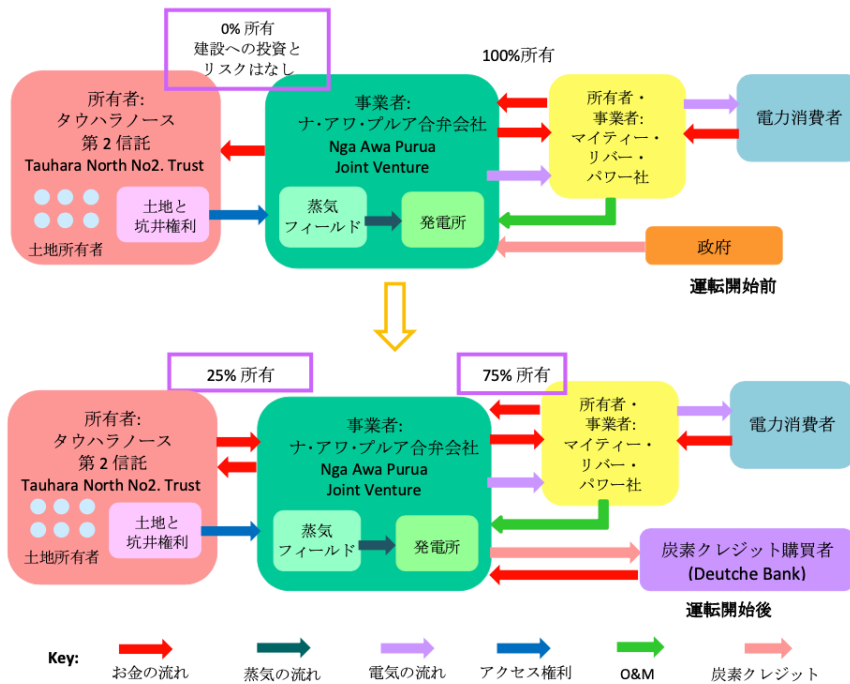 0% 所有
建設への投資と
リスクはなし
100%所有
所有者:
タウハラノース
第 2 信託
Tauhara North No2. Trust
土地所有者
土地と
坑井権利
事業者:
ナ・アワ・プルア合弁会社
Nga Awa Purua
Joint Venture
蒸気
フィールド
発電所
所有者・
事業者:
マイティー・
リバー・
パワー社
電力消費者
政府
運転開始前
25% 所有
75% 所有
所有者:
タウハラノース
第 2 信託
Tauhara North No2. Trust
土地所有者
土地と
坑井権利
事業者:
ナ・アワ・プルア合弁会社
Nga Awa Purua
Joint Venture
蒸気
フィールド
発電所
所有者・
事業者:
マイティー・
リバー・
パワー社
電力消費者
炭素クレジット購買者
(Deutche Bank)
運転開始後
Key:
お金の流れ
蒸気の流れ
電気の流れ
アクセス権利
O&M
炭素クレジット